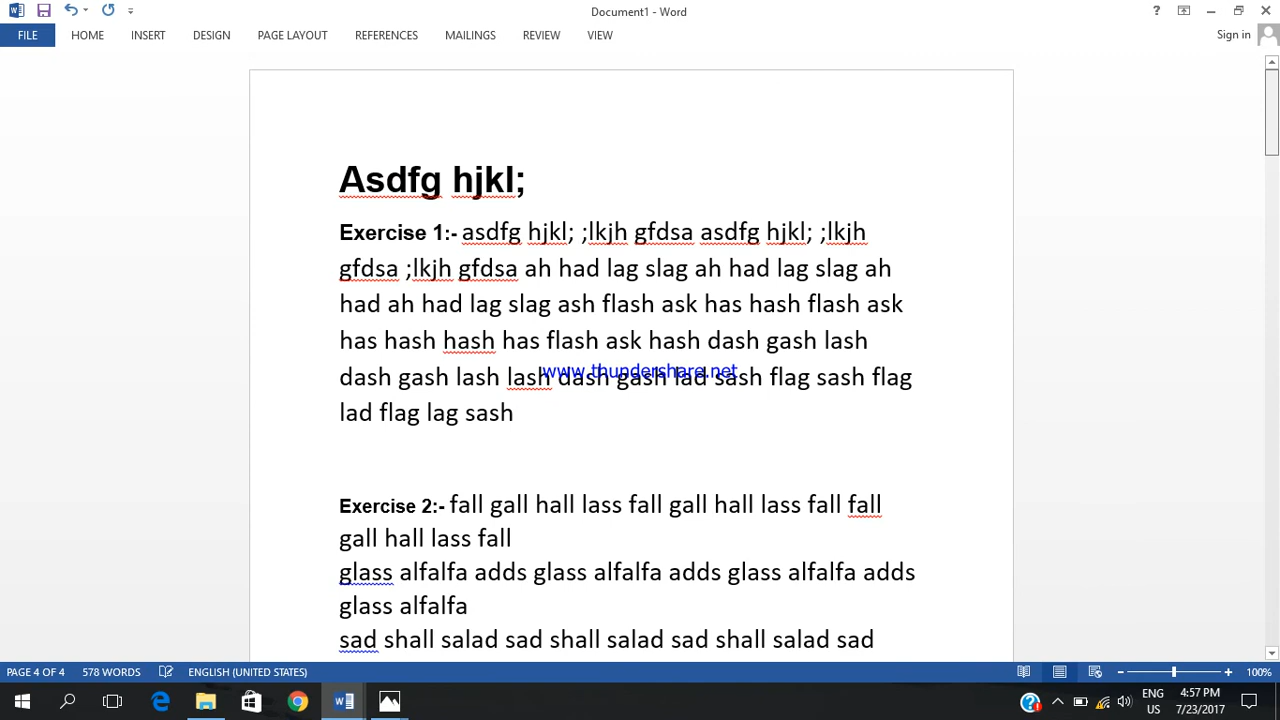 Document1 - Word
FILE HOME INSERT DESIGN PAGE LAYOUT REFERENCES MAILINGS REVIEW VIEW Sign in
Asdfg hjkl;
Exercise 1:- asdfg hjkl; ;lkjh gfdsa asdfg hjkl; ;lkjh
gfdsa ;lkjh gfdsa ah had lag slag ah had lag slag ah
had ah had lag slag ash flash ask has hash flash ask
has hash hash has flash ask hash dash gash lash
www.thundershare.net
dash gash lash lash dash gash lad sash flag sash flag
lad flag lag sash
Exercise 2:- fall gall hall lass fall gall hall lass fall fall
gall hall lass fall
glass alfalfa adds glass alfalfa adds glass alfalfa adds
glass alfalfa
sad shall salad sad shall salad sad shall salad sad
PAGE 4 OF 4 578 WORDS ENGLISH (UNITED STATES) 100%
ENG 4:57 PM
US 7/23/2017